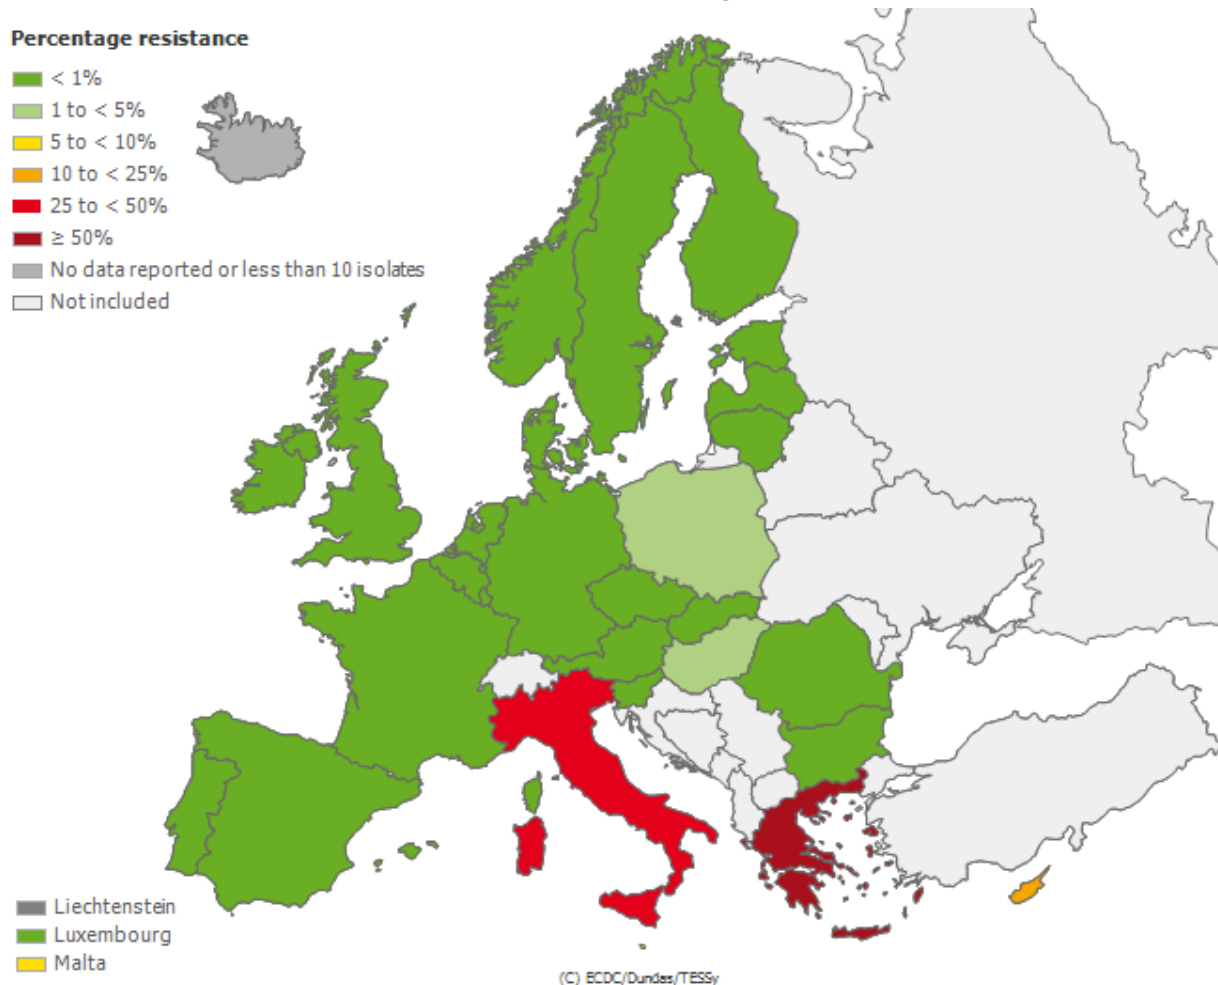 Percentage resistance
< 1%
1 to < 5%
5 to < 10%
10 to < 25%
25 to < 50%
≥ 50%
No data reported or less than 10 isolates
Not included
Liechtenstein
Luxembourg
Malta
(C) ECDC/Dundas/TESSy